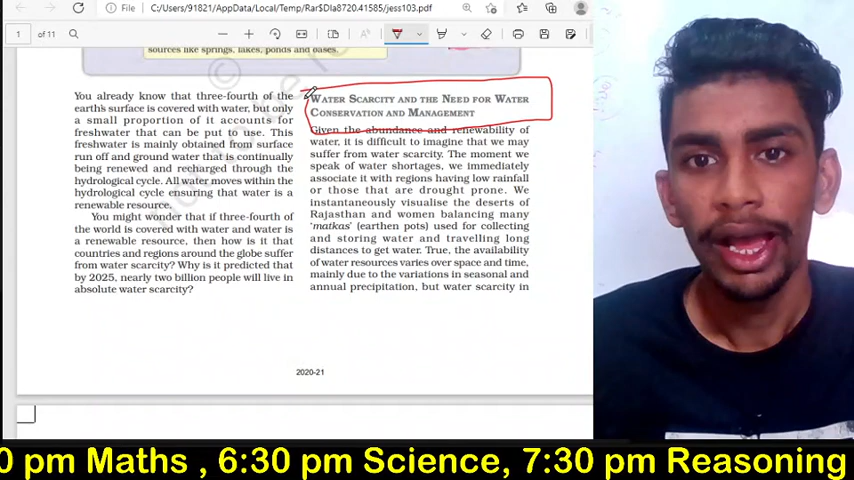 File
C:/Users/91821/AppData/Local/Temp/Rar$DIa8720.41585/jess103.pdf
1
of 11
sources like springs, lakes, ponds and oases.
You already know that three-fourth of the
earth's surface is covered with water, but only
a small proportion of it accounts for
freshwater that can be put to use. This
freshwater is mainly obtained from surface
run off and ground water that is continually
being renewed and recharged through the
hydrological cycle. All water moves within the
hydrological cycle ensuring that water is a
renewable resource.
You might wonder that if three-fourth of
the world is covered with water and water is
a renewable resource, then how is it that
countries and regions around the globe suffer
from water scarcity? Why is it predicted that
by 2025, nearly two billion people will live in
absolute water scarcity?
WATER SCARCITY AND THE NEED FOR WATER
CONSERVATION AND MANAGEMENT
Given the abundance and renewability of
water, it is difficult to imagine that we may
suffer from water scarcity. The moment we
speak of water shortages, we immediately
associate it with regions having low rainfall
or those that are drought prone. We
instantaneously visualise the deserts of
Rajasthan and women balancing many
'matkas' (earthen pots) used for collecting
and storing water and travelling long
distances to get water. True, the availability
of water resources varies over space and time,
mainly due to the variations in seasonal and
annual precipitation, but water scarcity in
2020-21
0 pm Maths , 6:30 pm Science, 7:30 pm Reasoning